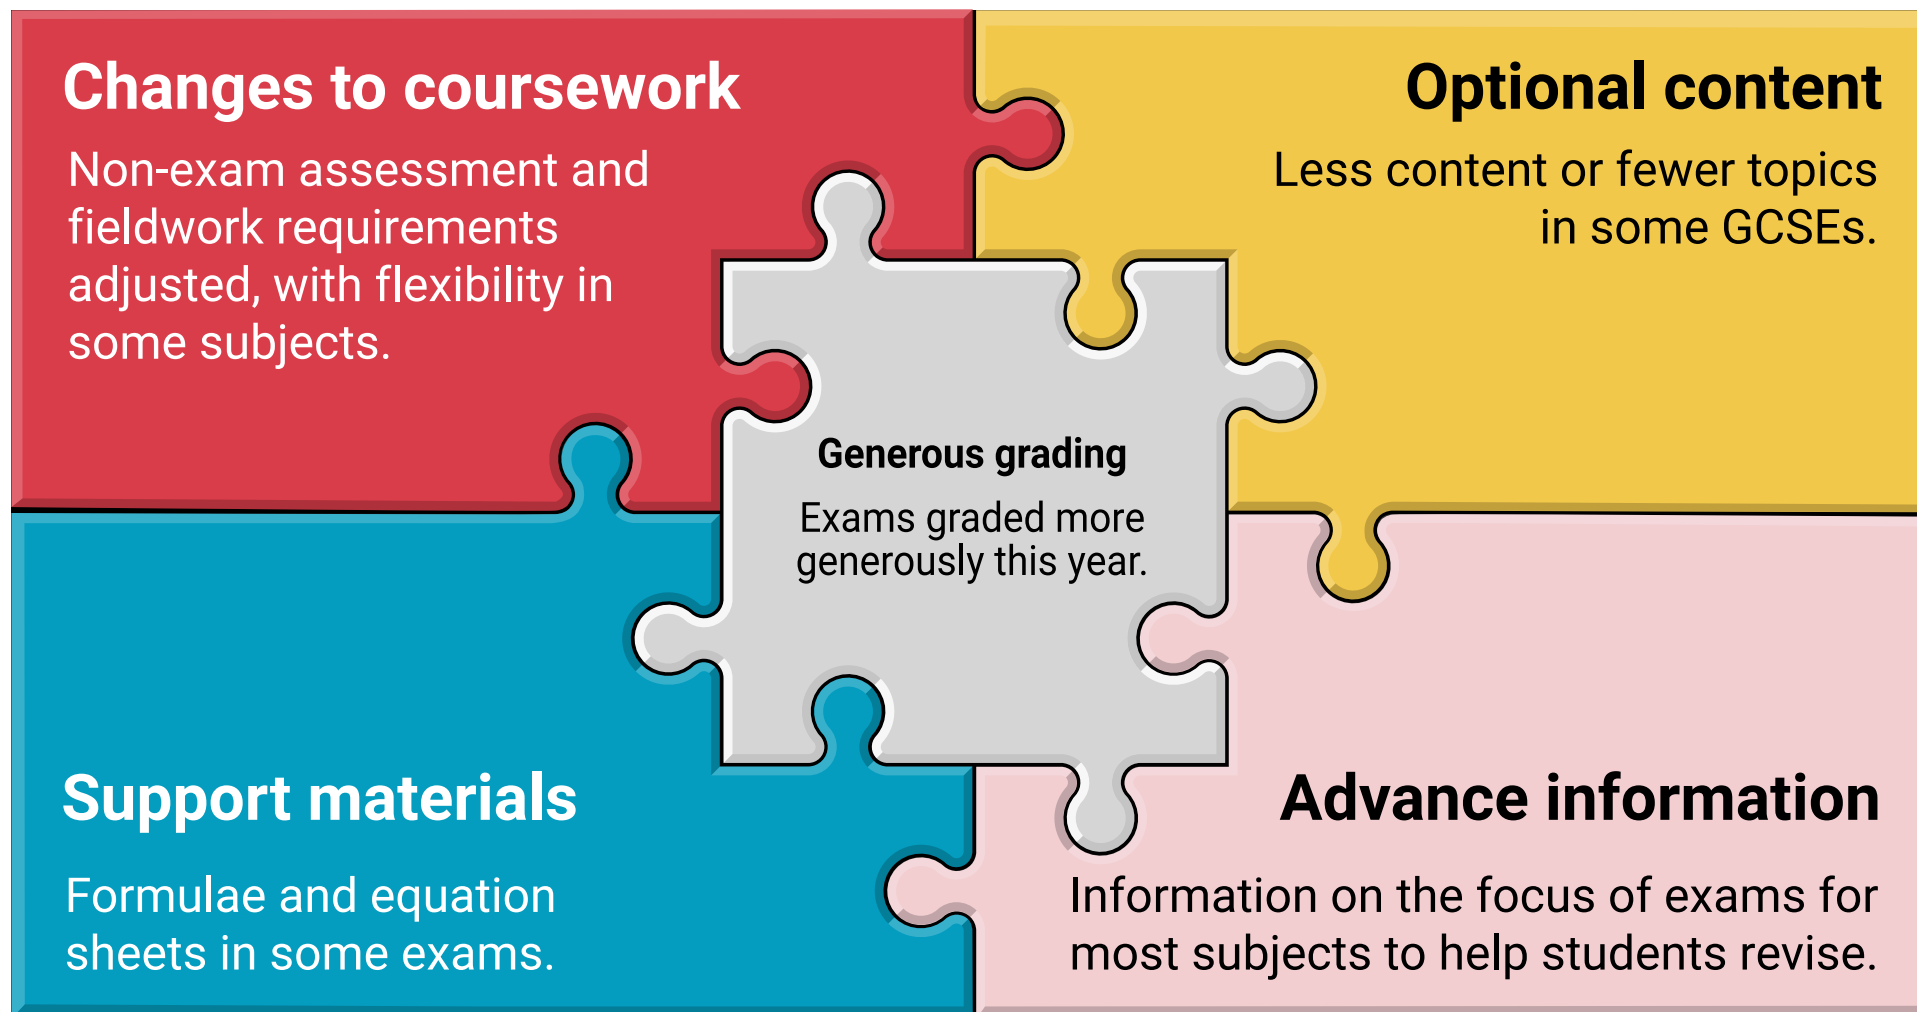 Changes to coursework
Non-exam assessment and
fieldwork requirements
adjusted, with flexibility in
some subjects.
Optional content
Less content or fewer topics
in some GCSEs.
Generous grading
Exams graded more
generously this year.
Support materials
Formulae and equation
sheets in some exams.
Advance information
Information on the focus of exams for
most subjects to help students revise.